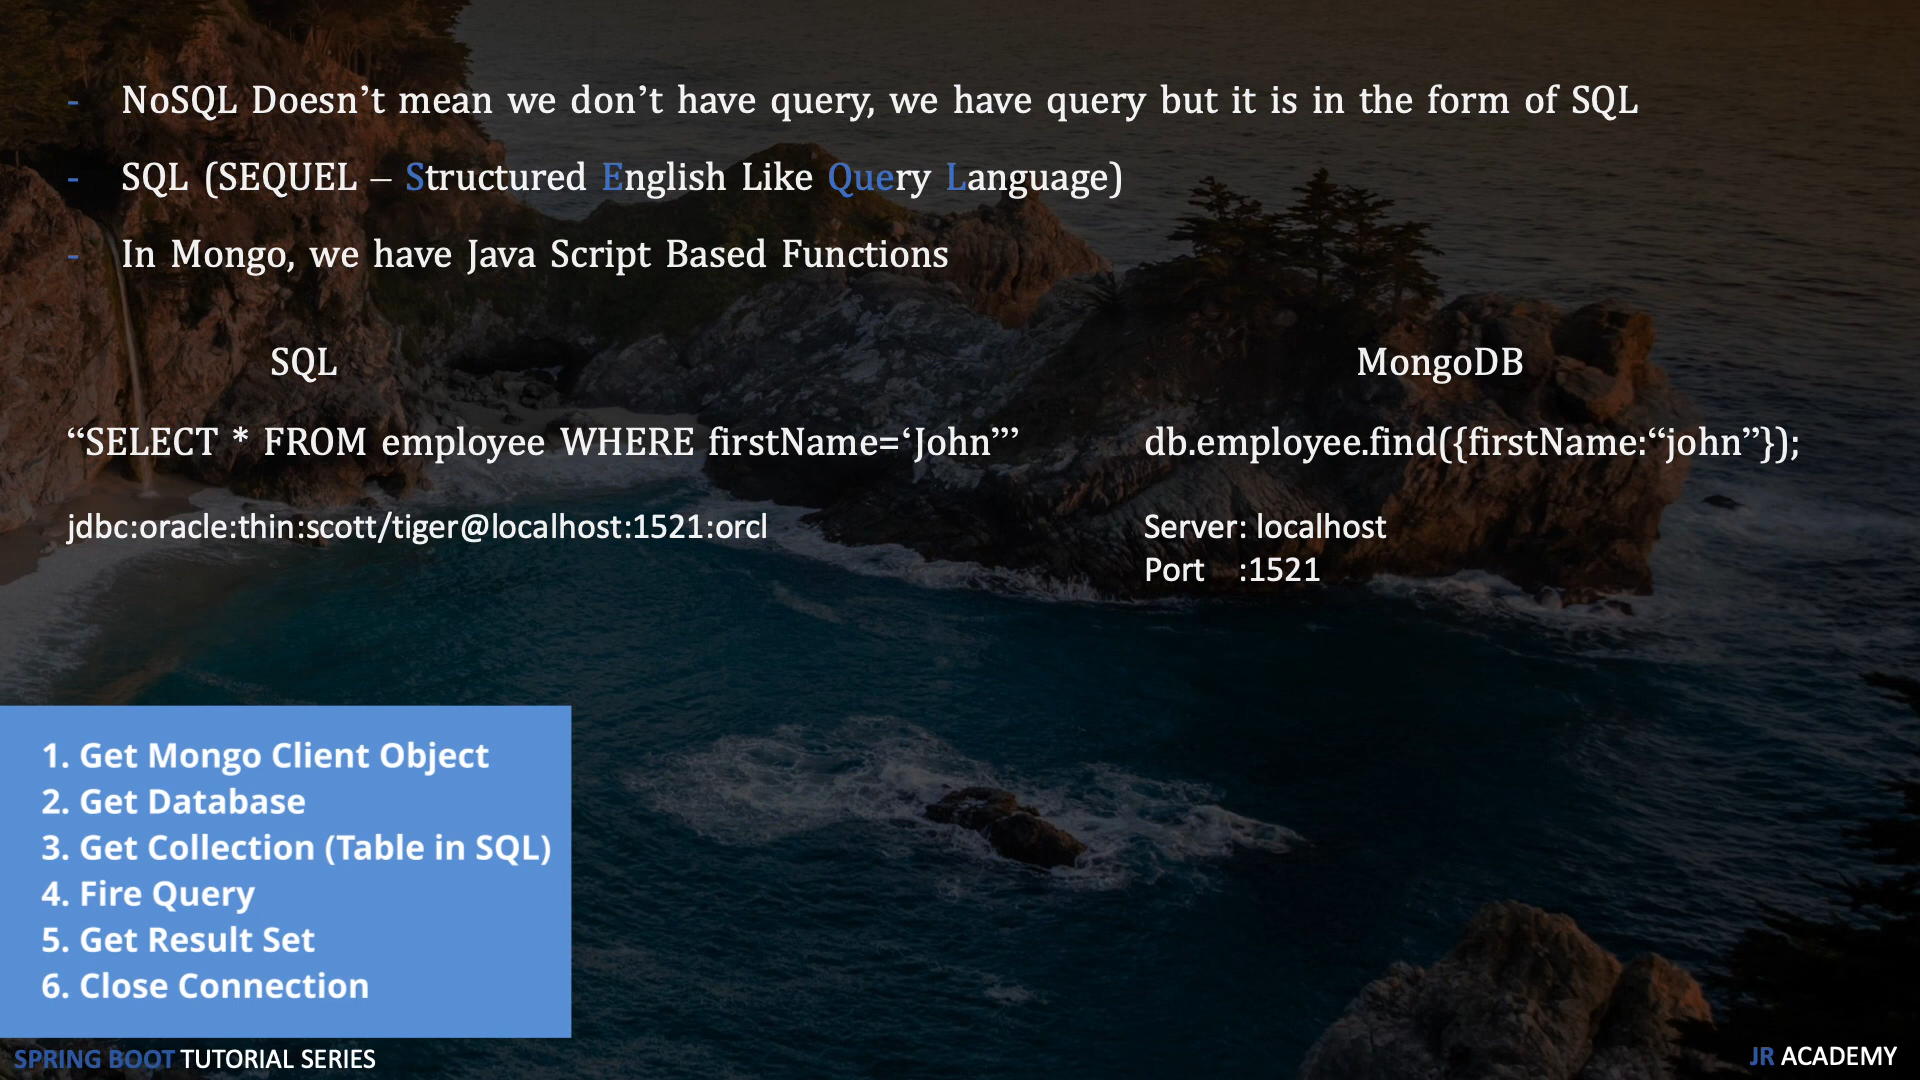 - NoSQL Doesn’t mean we don’t have query, we have query but it is in the form of SQL
- SQL (SEQUEL – Structured English Like Query Language)
- In Mongo, we have Java Script Based Functions
SQL
MongoDB
“SELECT * FROM employee WHERE firstName=‘John’”
db.employee.find({firstName:“john”});
jdbc:oracle:thin:scott/tiger@localhost:1521:orcl
Server: localhost
Port :1521
1. Get Mongo Client Object
2. Get Database
3. Get Collection (Table in SQL)
4. Fire Query
5. Get Result Set
6. Close Connection
SPRING BOOT TUTORIAL SERIES
JR ACADEMY